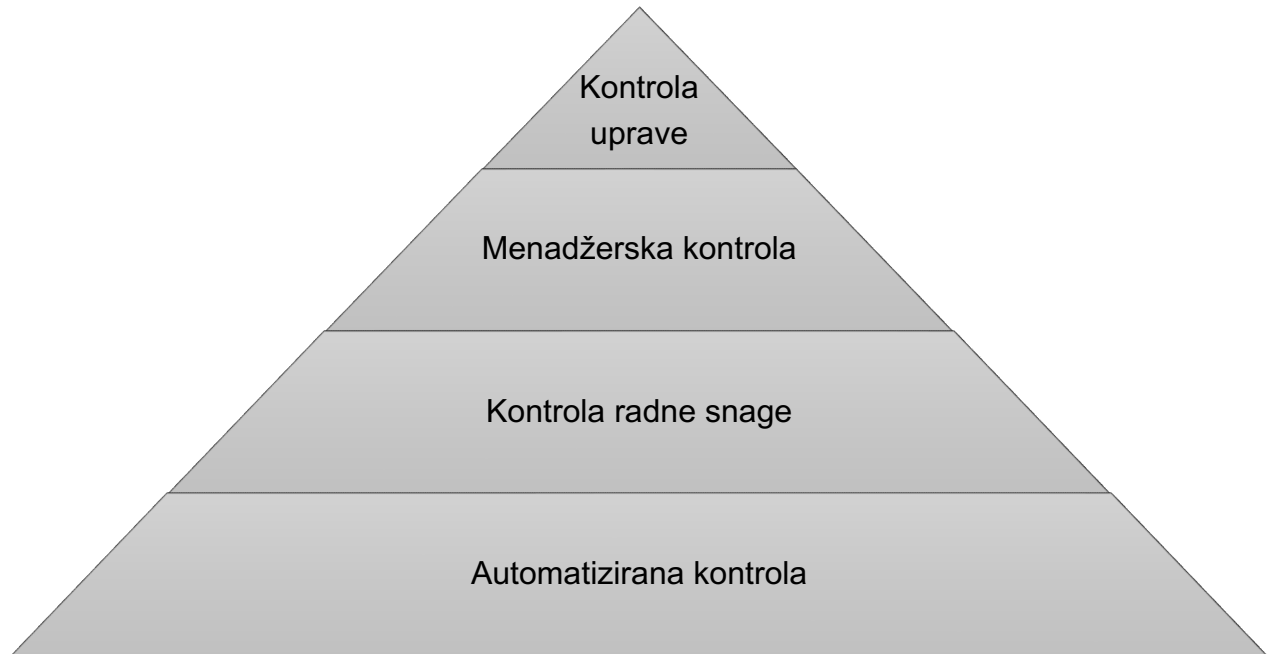 Kontrola
uprave
Menadžerska kontrola
Kontrola radne snage
Automatizirana kontrola